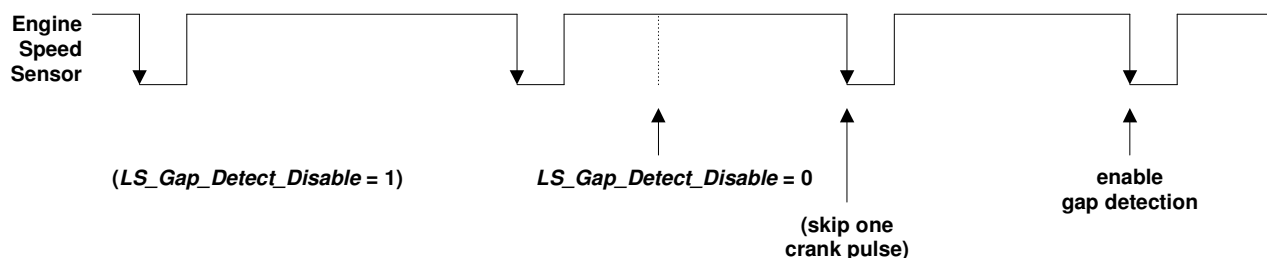 Engine
Speed
Sensor
(LS_Gap_Detect_Disable = 1)
LS_Gap_Detect_Disable = 0
(skip one
crank pulse)
enable
gap detection